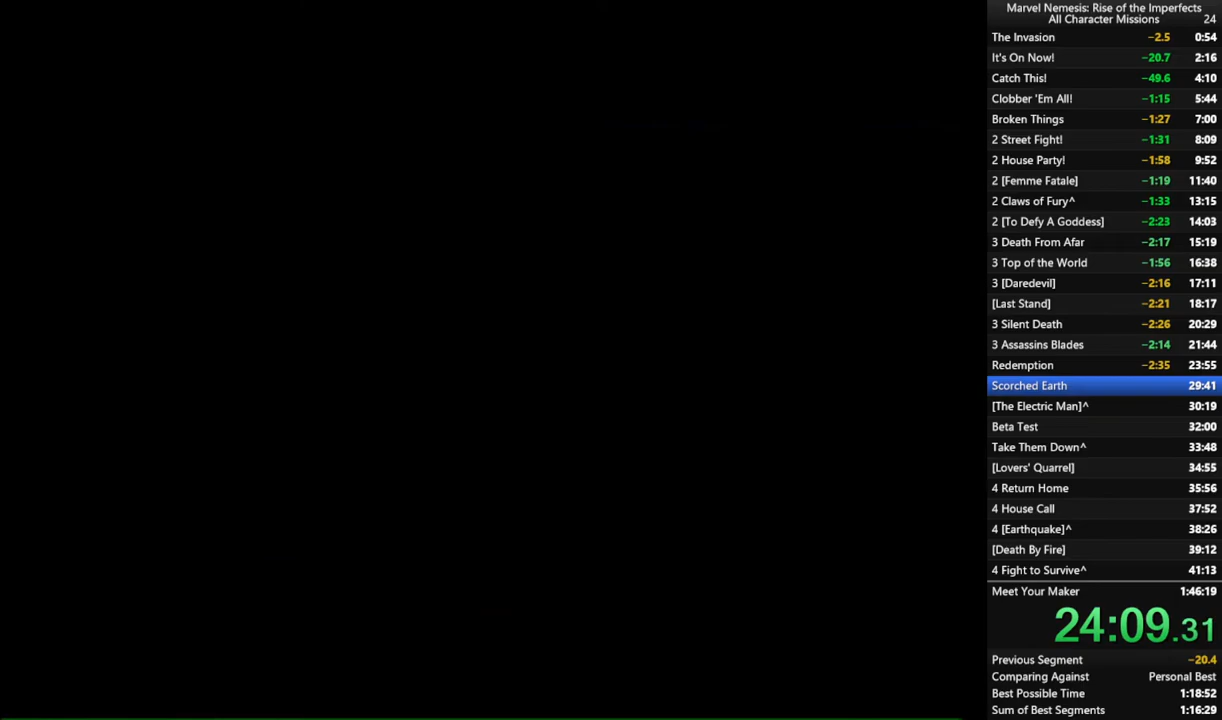 Marvel Nemesis: Rise of the Imperfects
All Character Missions 24
The Invasion −2.5 0:54
It's On Now! −20.7 2:16
Catch This! −49.6 4:10
Clobber 'Em All! −1:15 5:44
Broken Things −1:27 7:00
2 Street Fight! −1:31 8:09
2 House Party! −1:58 9:52
2 [Femme Fatale] −1:19 11:40
2 Claws of Fury^ −1:33 13:15
2 [To Defy A Goddess] −2:23 14:03
3 Death From Afar −2:17 15:19
3 Top of the World −1:56 16:38
3 [Daredevil] −2:16 17:11
[Last Stand] −2:21 18:17
3 Silent Death −2:26 20:29
3 Assassins Blades −2:14 21:44
Redemption −2:35 23:55
Scorched Earth 29:41
[The Electric Man]^ 30:19
Beta Test 32:00
Take Them Down^ 33:48
[Lovers' Quarrel] 34:55
4 Return Home 35:56
4 House Call 37:52
4 [Earthquake]^ 38:26
[Death By Fire] 39:12
4 Fight to Survive^ 41:13
Meet Your Maker 1:46:19
24:09.31
Previous Segment −20.4
Comparing Against Personal Best
Best Possible Time 1:18:52
Sum of Best Segments 1:16:29